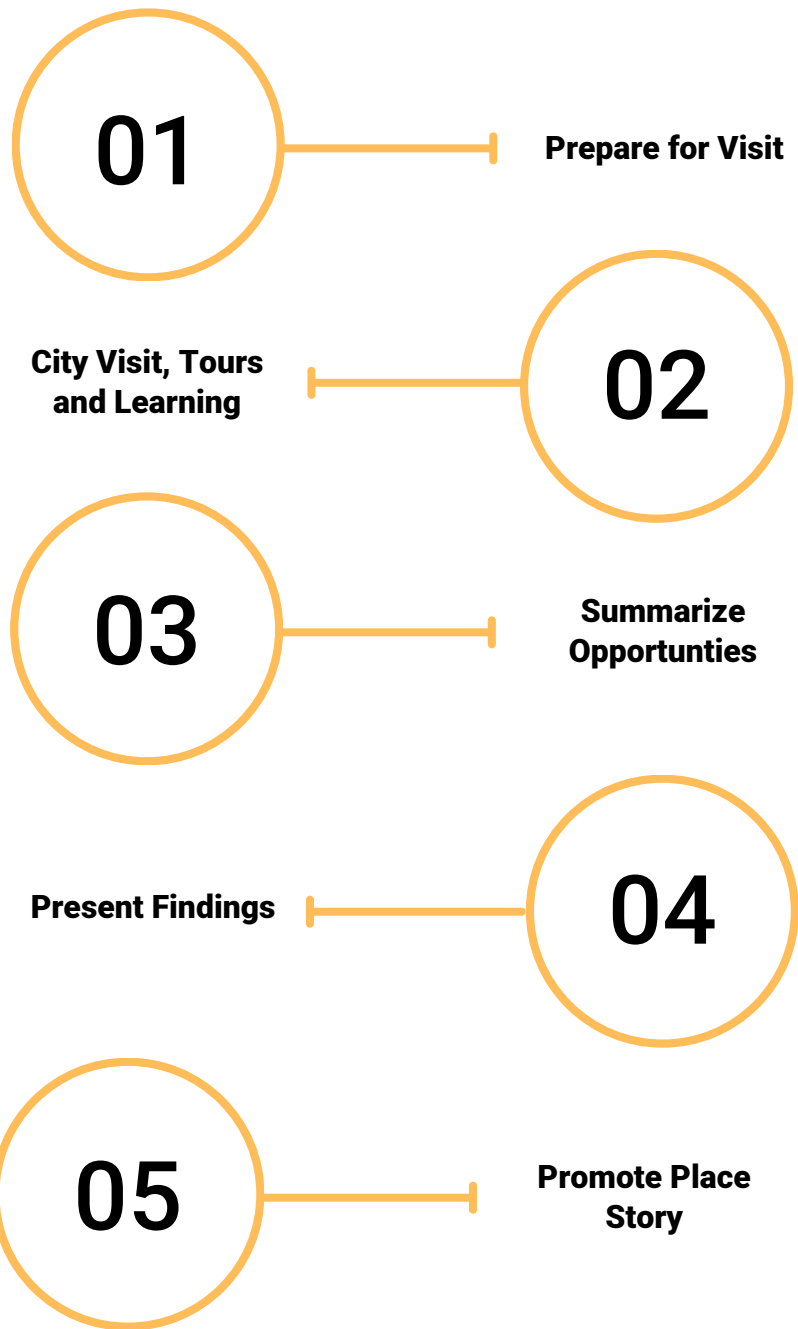 01
Prepare for Visit
City Visit, Tours
and Learning
02
03
Summarize
Opportunties
Present Findings
04
05
Promote Place
Story